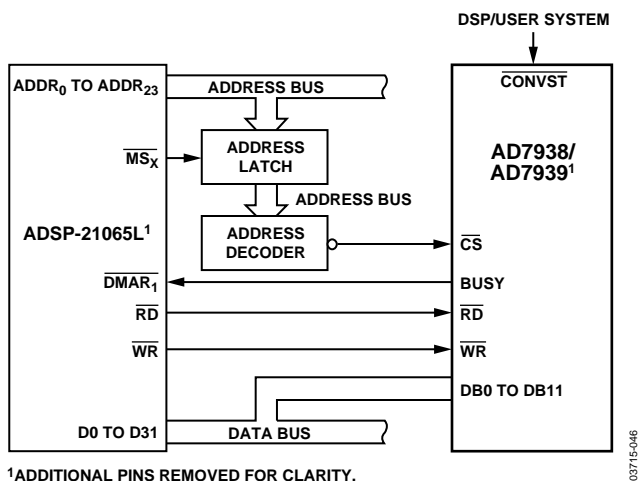 DSP/USER SYSTEM
ADDR0 TO ADDR23
ADDRESS BUS
CONVST
MSX
ADDRESS
LATCH
AD7938/
AD79391
ADDRESS BUS
ADSP-21065L1
ADDRESS
DECODER
CS
DMAR1
BUSY
RD
RD
WR
WR
DB0 TO DB11
D0 TO D31
DATA BUS
1ADDITIONAL PINS REMOVED FOR CLARITY.
03715-046